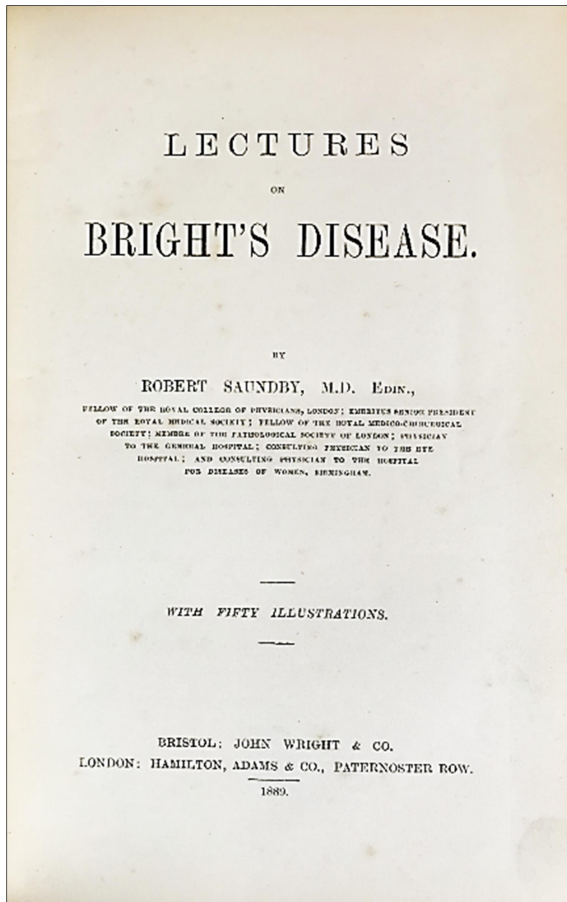 LECTURES
ON
BRIGHT'S DISEASE.
BY
ROBERT SAUNDBY, M.D. EDIN.,
FELLOW OF THE ROYAL COLLEGE OF PHYSICIANS, LONDON; EMERITUS SENIOR PRESIDENT
OF THE ROYAL MEDICAL SOCIETY; FELLOW OF THE ROYAL MEDICO-CHIRURGICAL
SOCIETY; MEMBER OF THE PATHOLOGICAL SOCIETY OF LONDON; PHYSICIAN
TO THE GENERAL HOSPITAL; CONSULTING PHYSICIAN TO THE EYE
HOSPITAL; AND CONSULTING PHYSICIAN TO THE HOSPITAL
FOR DISEASES OF WOMEN, BIRMINGHAM.
WITH FIFTY ILLUSTRATIONS.
BRISTOL: JOHN WRIGHT & CO.
LONDON: HAMILTON, ADAMS & CO., PATERNOSTER ROW.
1889.